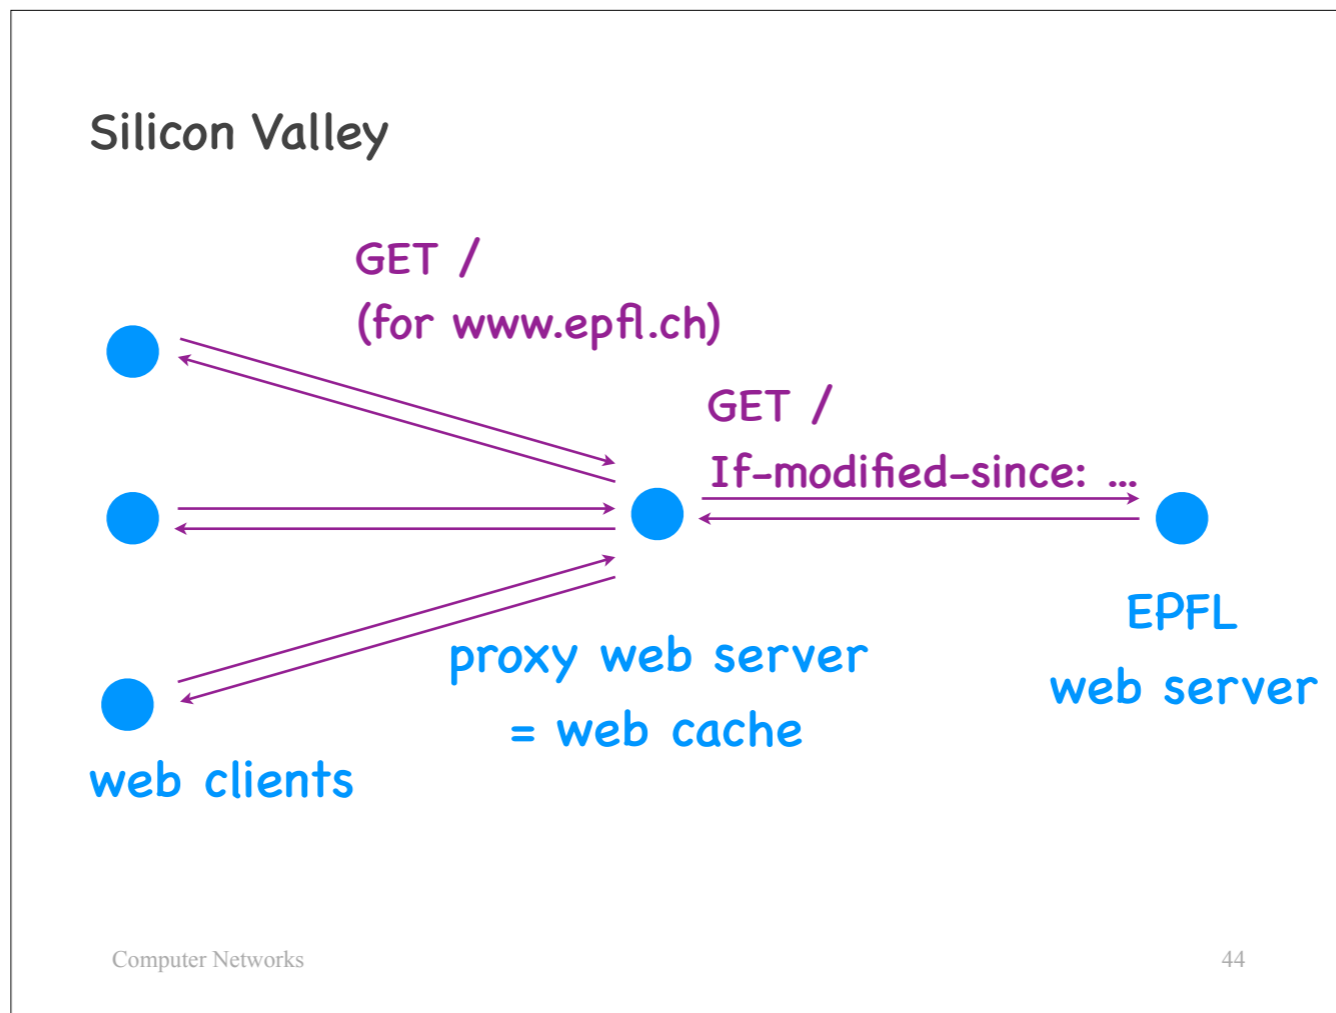 Silicon Valley
GET /
(for www.epfl.ch)
GET /
If-modified-since: ...
EPFL
web server
proxy web server
= web cache
web clients
Computer Networks
44